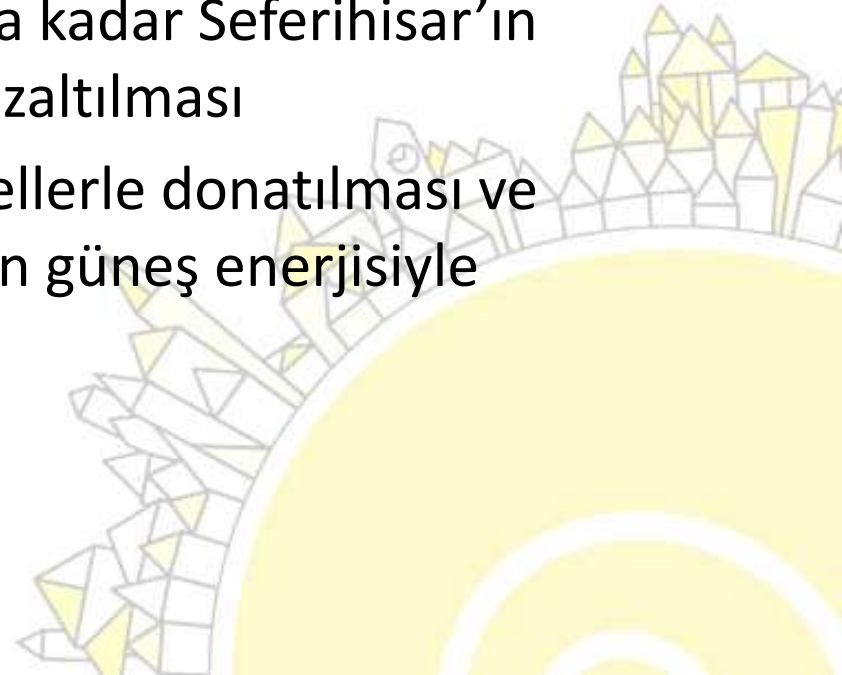 a kadar Seferihisar’ın
zaltılması
ellerle donatılması ve
n güneş enerjisiyle